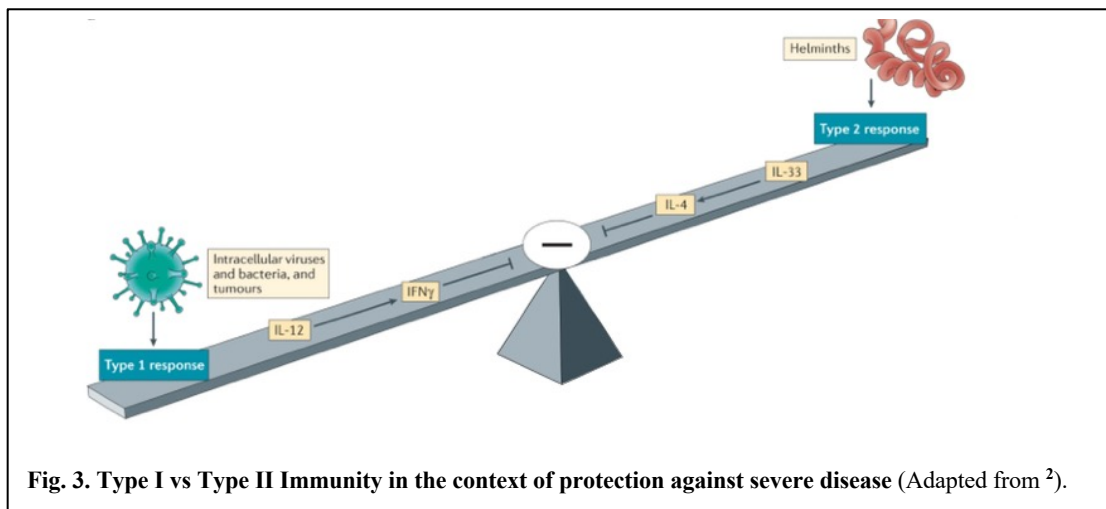 Helminths
Type 2 response
IL-33
IL-4
Intracellular viruses
and bacteria, and
tumours
IFNγ
IL-12
Type 1 response
Fig. 3. Type I vs Type II Immunity in the context of protection against severe disease (Adapted from ²).